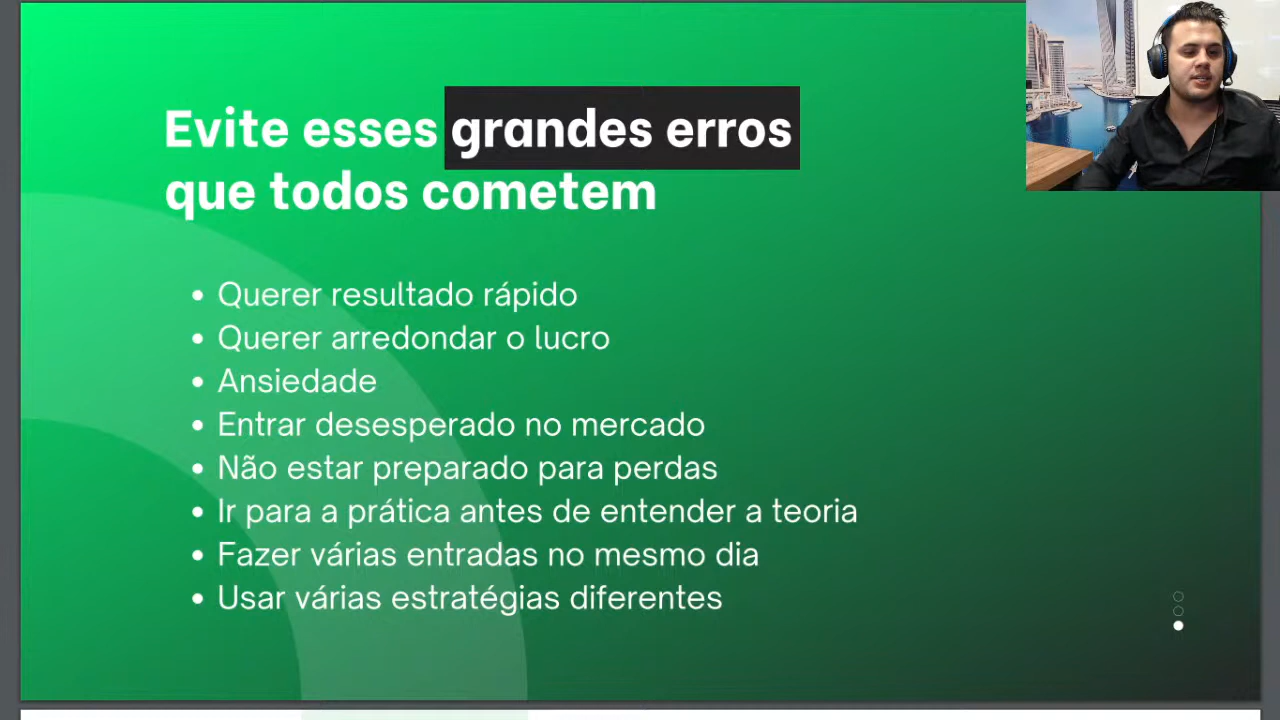 Evite esses grandes erros
que todos cometem
Querer resultado rápido
Querer arredondar o lucro
Ansiedade
Entrar desesperado no mercado
Não estar preparado para perdas
Ir para a prática antes de entender a teoria
Fazer várias entradas no mesmo dia
Usar várias estratégias diferentes